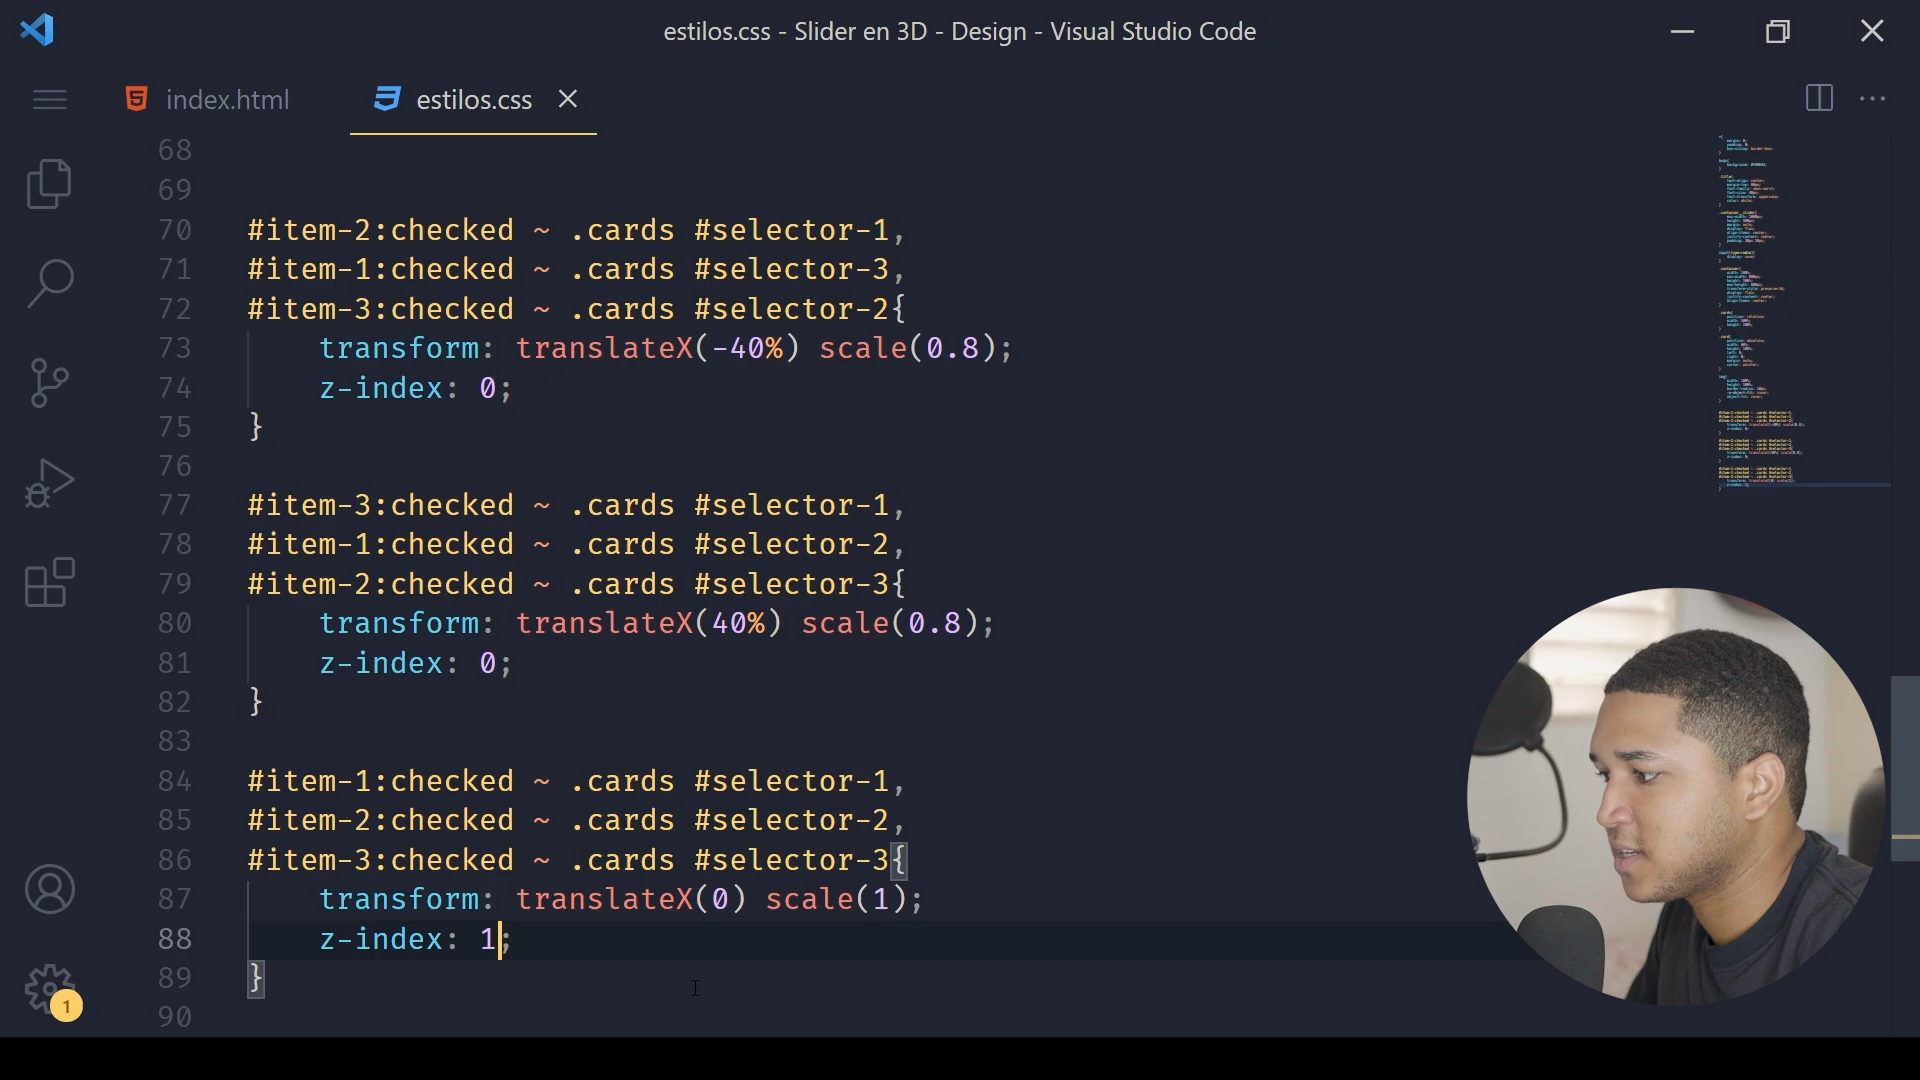 estilos.css - Slider en 3D - Design - Visual Studio Code
index.html
estilos.css
68
69
70 #item-2:checked ~ .cards #selector-1,
71 #item-1:checked ~ .cards #selector-3,
72 #item-3:checked ~ .cards #selector-2{
73 transform: translateX(-40%) scale(0.8);
74 z-index: 0;
75 }
76
77 #item-3:checked ~ .cards #selector-1,
78 #item-1:checked ~ .cards #selector-2,
79 #item-2:checked ~ .cards #selector-3{
80 transform: translateX(40%) scale(0.8);
81 z-index: 0;
82 }
83
84 #item-1:checked ~ .cards #selector-1,
85 #item-2:checked ~ .cards #selector-2,
86 #item-3:checked ~ .cards #selector-3{
87 transform: translateX(0) scale(1);
88 z-index: 1;
89 }
90
1